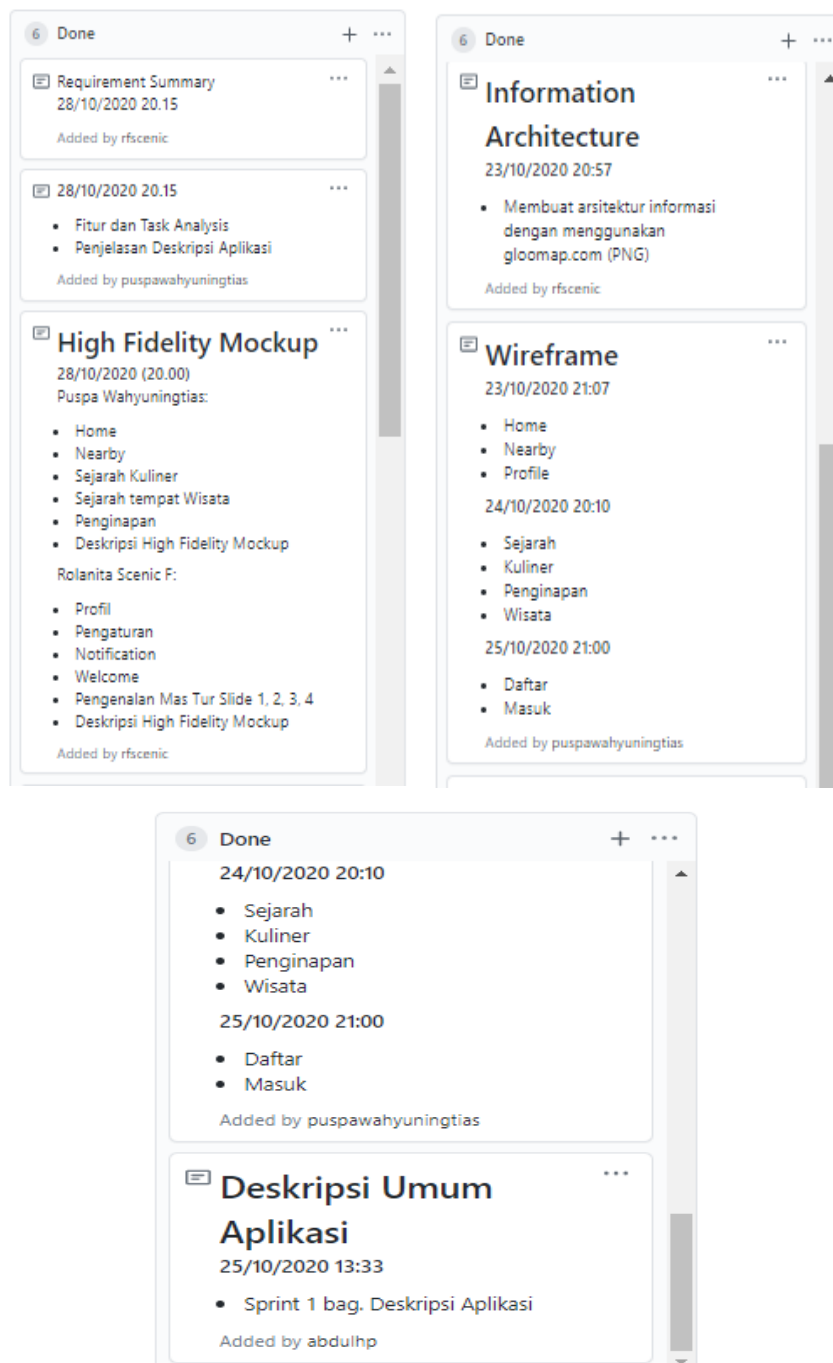 6 Done
Requirement Summary
28/10/2020 20.15
Added by rfscenic
28/10/2020 20.15
Fitur dan Task Analysis
Penjelasan Deskripsi Aplikasi
Added by puspawahyuningtias
High Fidelity Mockup
28/10/2020 (20.00)
Puspa Wahyuningtias:
Home
Nearby
Sejarah Kuliner
Sejarah tempat Wisata
Penginapan
Deskripsi High Fidelity Mockup
Rolanita Scenic F:
Profil
Pengaturan
Notification
Welcome
Pengenalan Mas Tur Slide 1, 2, 3, 4
Deskripsi High Fidelity Mockup
Added by rfscenic
6 Done
Information
Architecture
23/10/2020 20:57
Membuat arsitektur informasi
dengan menggunakan
gloomap.com (PNG)
Added by rfscenic
Wireframe
23/10/2020 21:07
Home
Nearby
Profile
24/10/2020 20:10
Sejarah
Kuliner
Penginapan
Wisata
25/10/2020 21:00
Daftar
Masuk
Added by puspawahyuningtias
6 Done
24/10/2020 20:10
Sejarah
Kuliner
Penginapan
Wisata
25/10/2020 21:00
Daftar
Masuk
Added by puspawahyuningtias
Deskripsi Umum
Aplikasi
25/10/2020 13:33
Sprint 1 bag. Deskripsi Aplikasi
Added by abdulhp